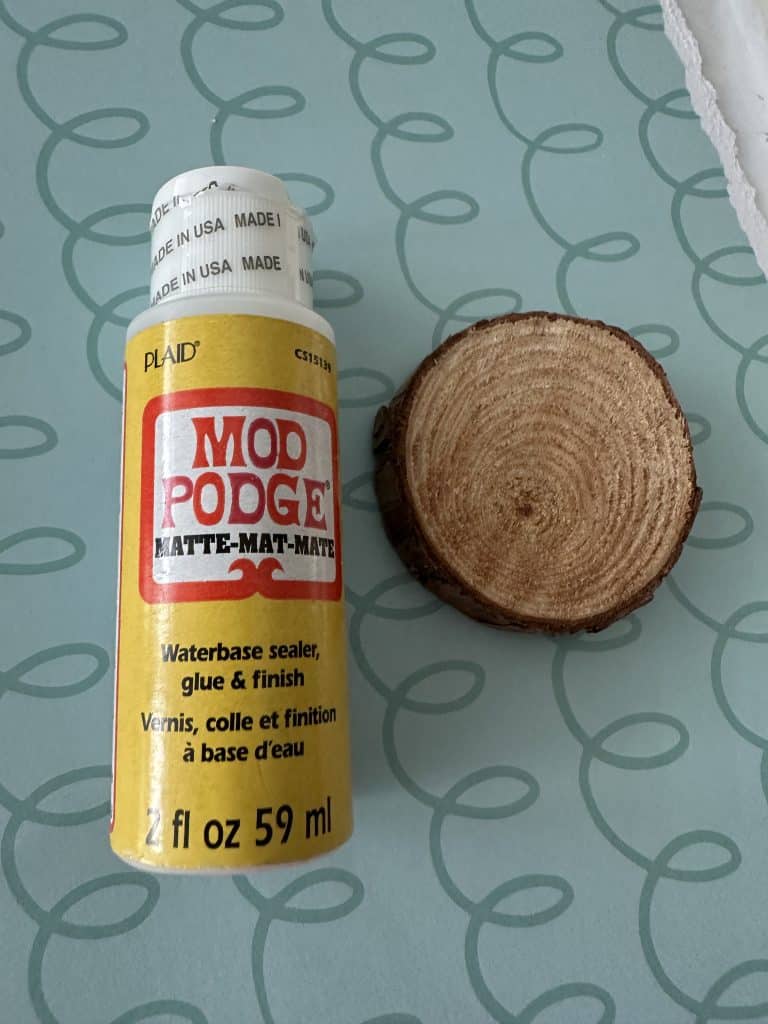 MADE IN USA MADE
MADE IN USA MADE
PLAID®
CS15139
MOD
PODGE®
MATTE-MAT-MATE
Waterbase sealer,
glue & finish
Vernis, colle et finition
à base d'eau
2 fl oz 59 ml